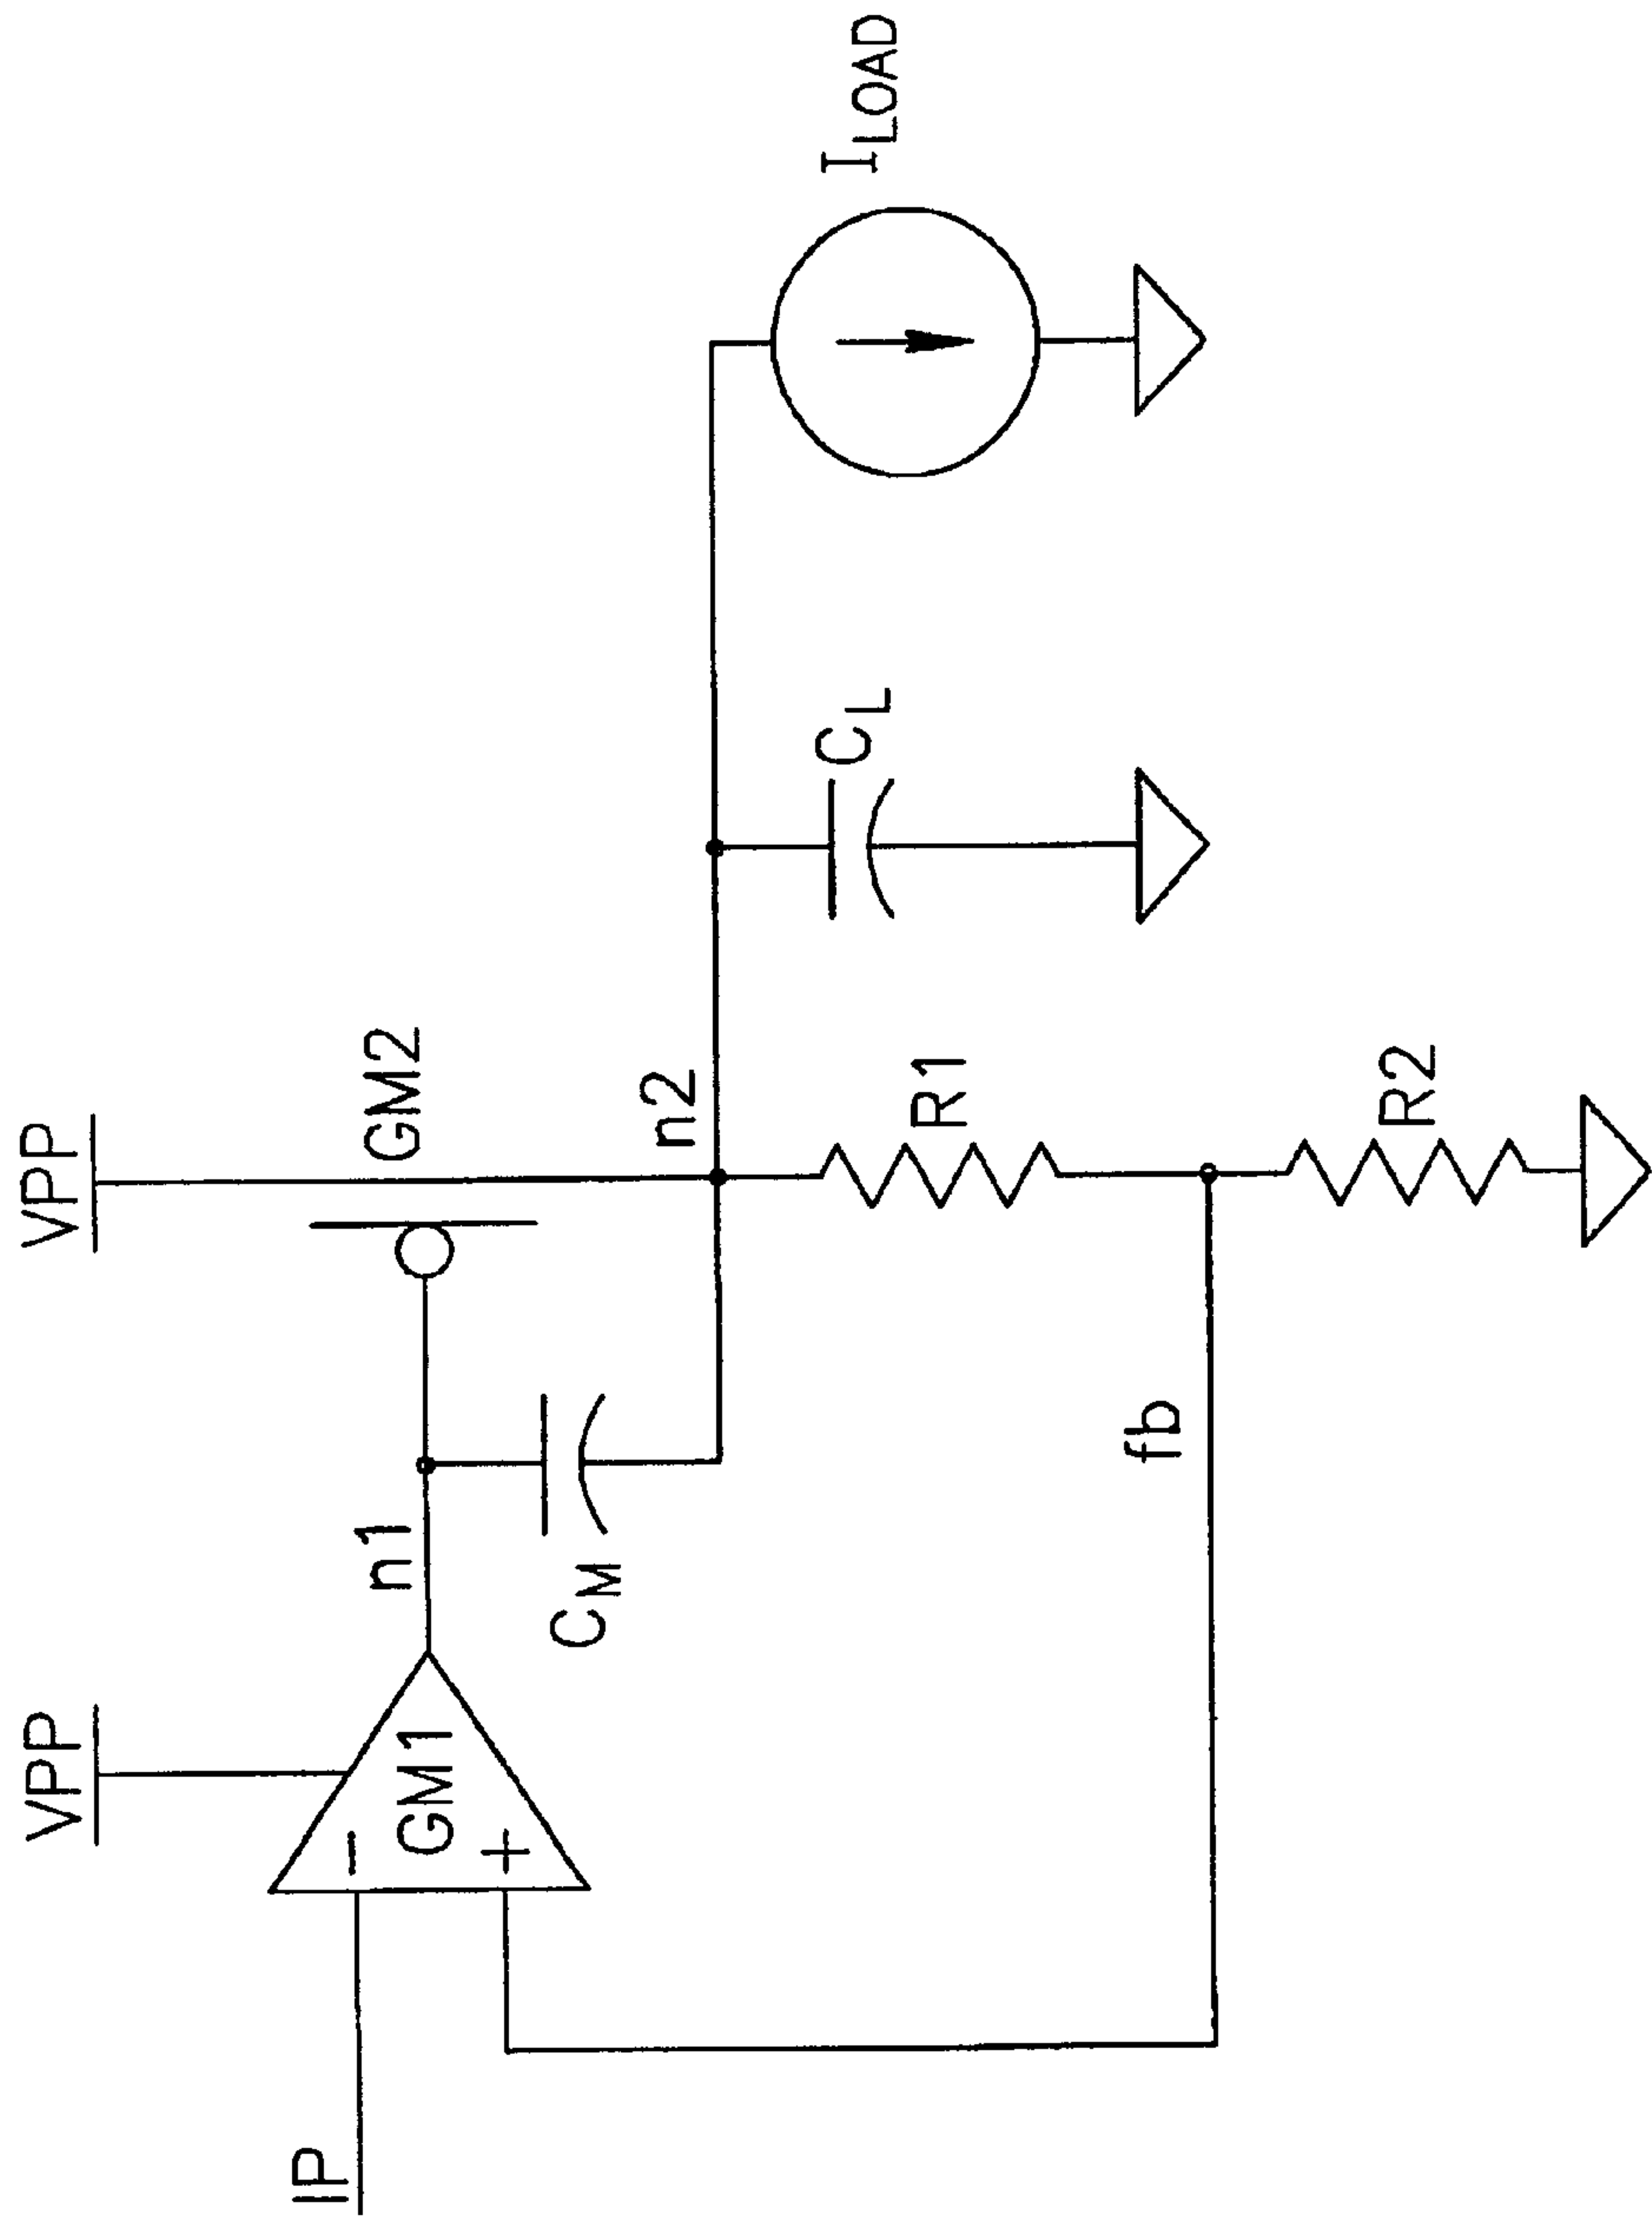 VPP
VPP
IP
−
GM1
+
n1
GM2
C_M
n2
C_L
I_LOAD
fb
R1
R2